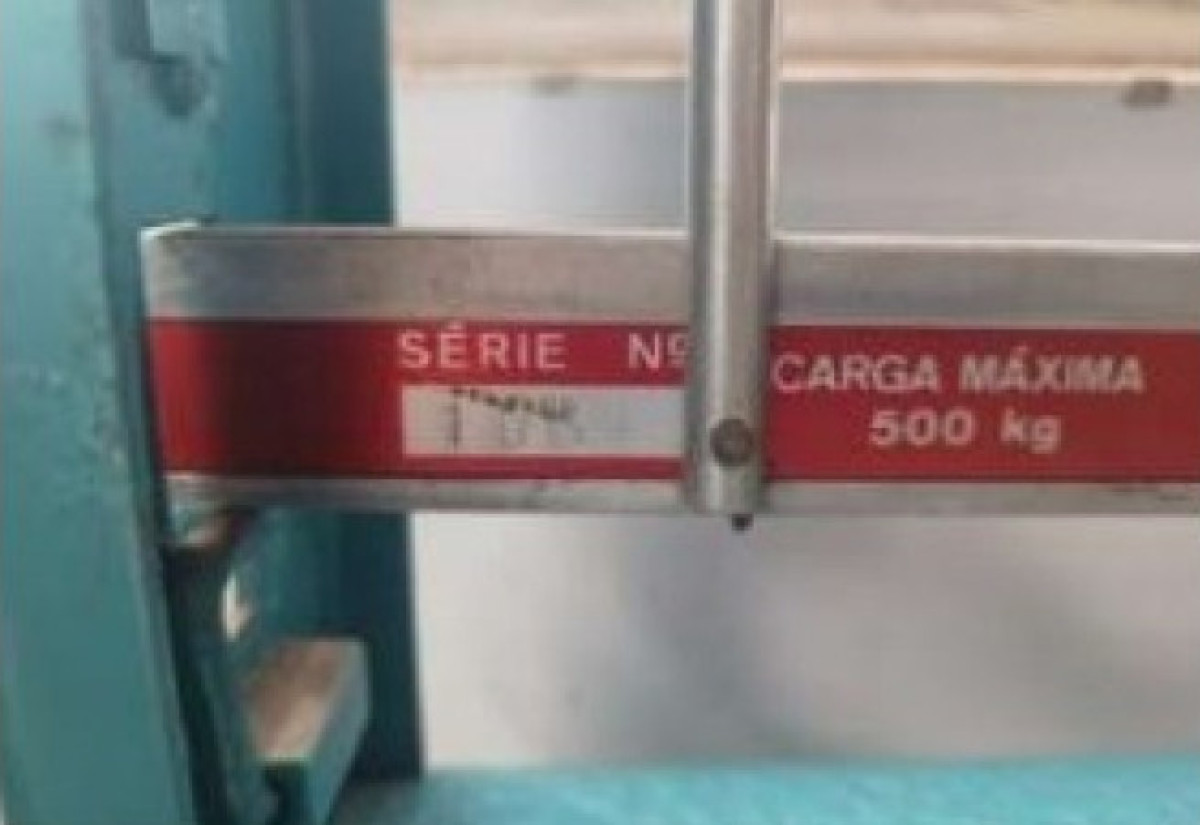 SÉRIE Nº
CARGA MÁXIMA
500 kg